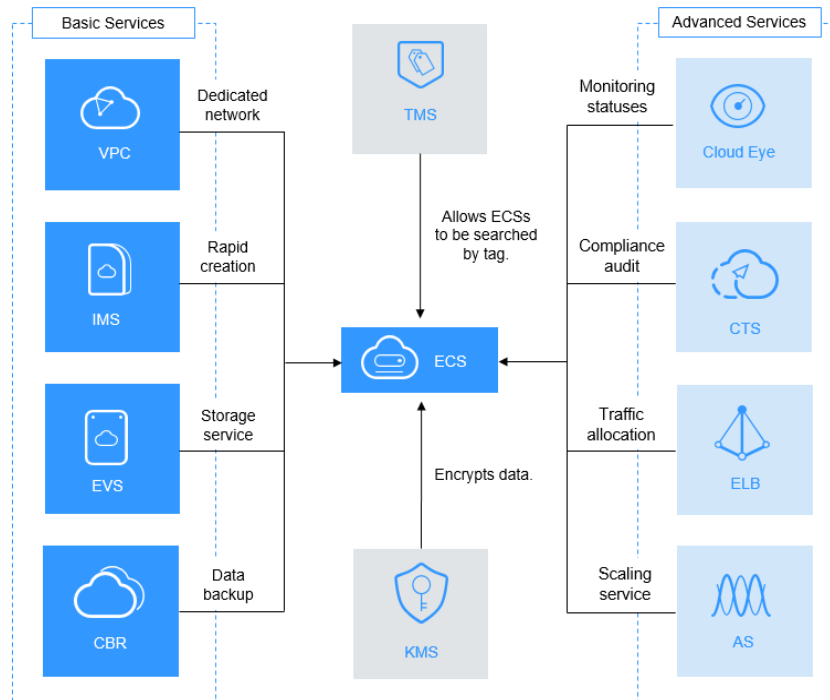 Basic Services
VPC
Dedicated
network
IMS
Rapid
creation
EVS
Storage
service
CBR
Data
backup
TMS
Allows ECSs
to be searched
by tag.
ECS
Encrypts data.
KMS
Advanced Services
Monitoring
statuses
Cloud Eye
Compliance
audit
CTS
Traffic
allocation
ELB
Scaling
service
AS